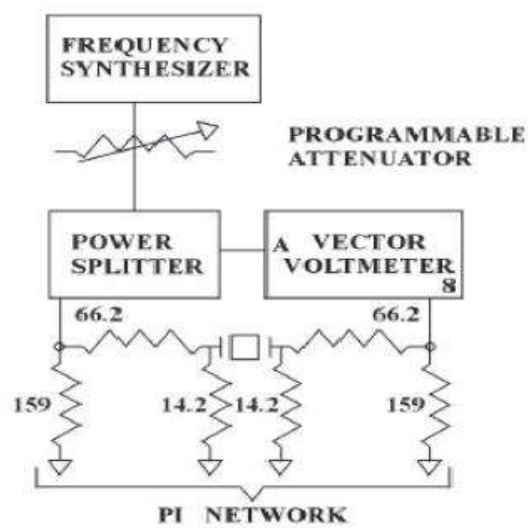 FREQUENCY
SYNTHESIZER
PROGRAMMABLE
ATTENUATOR
POWER
SPLITTER
A VECTOR
VOLTMETER
8
66.2
66.2
159
14.2
14.2
159
PI NETWORK